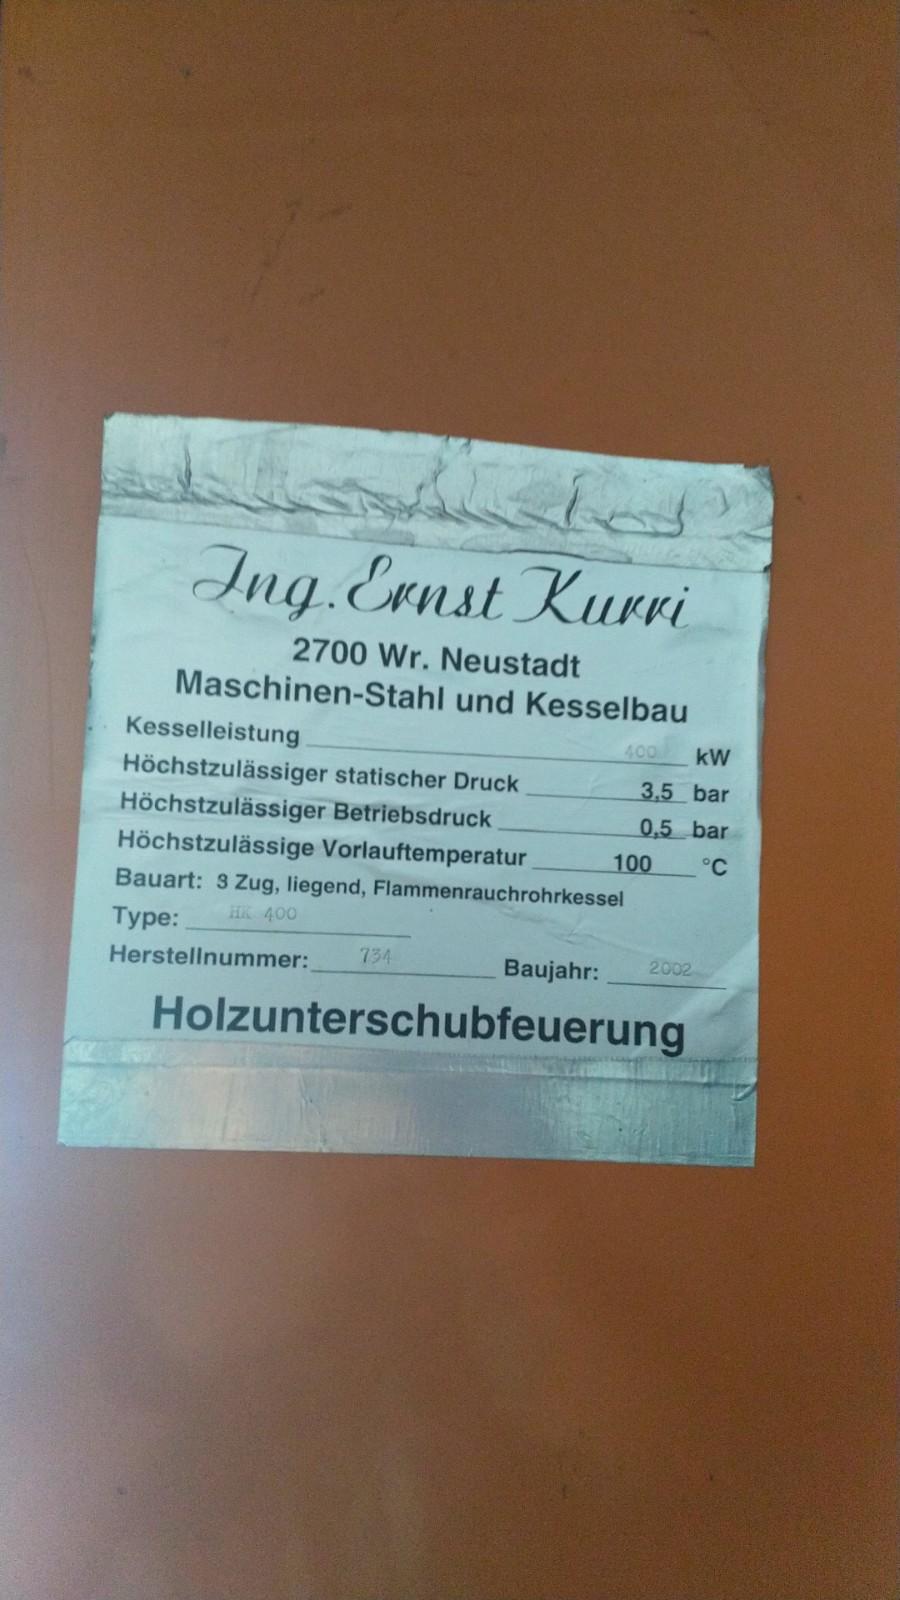 Ing. Ernst Kurri
2700 Wr. Neustadt
Maschinen-Stahl und Kesselbau
Kesselleistung 400 kW
Höchstzulässiger statischer Druck 3,5 bar
Höchstzulässiger Betriebsdruck 0,5 bar
Höchstzulässige Vorlauftemperatur 100 °C
Bauart: 3 Zug, liegend, Flammenrauchrohrkessel
Type: HK 400
Herstellnummer: 734 Baujahr: 2002
Holzunterschubfeuerung